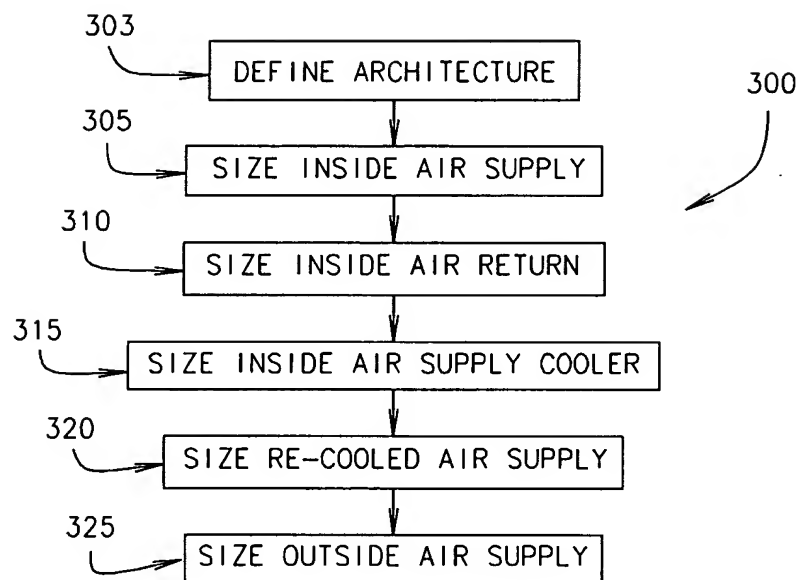 303
DEFINE ARCHITECTURE
300
305
SIZE INSIDE AIR SUPPLY
310
SIZE INSIDE AIR RETURN
315
SIZE INSIDE AIR SUPPLY COOLER
320
SIZE RE-COOLED AIR SUPPLY
325
SIZE OUTSIDE AIR SUPPLY